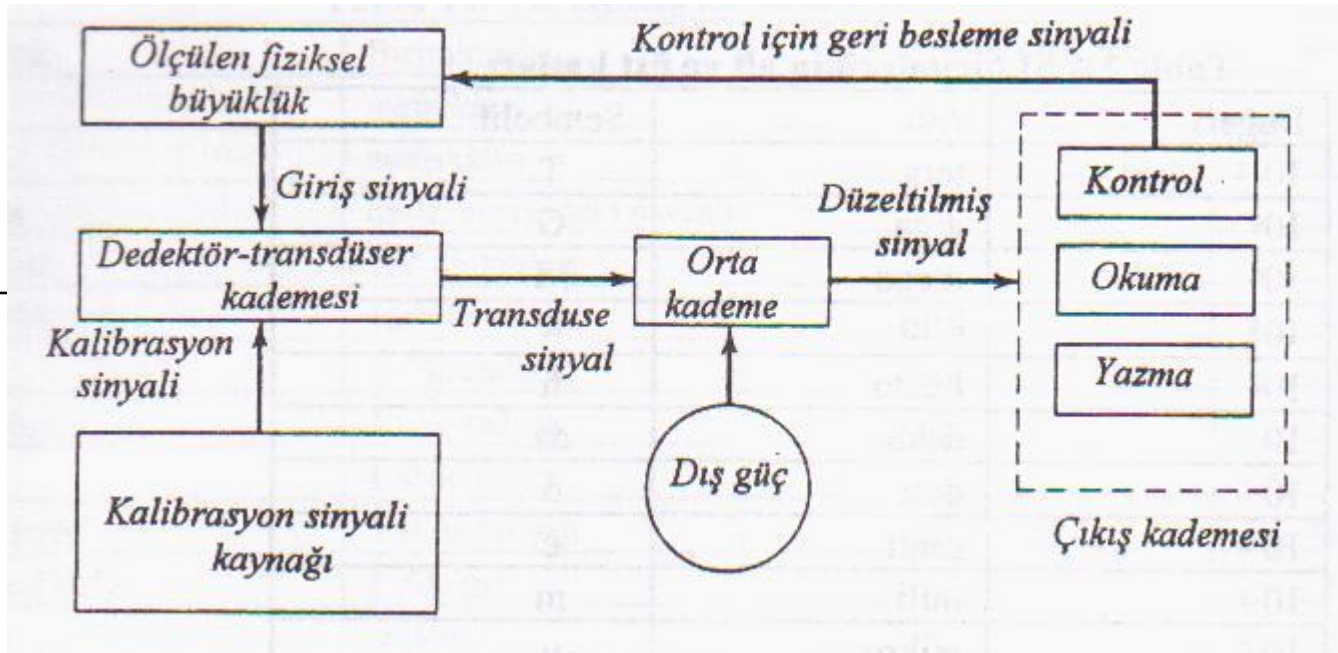 Ölçülen fiziksel
büyüklük
Kontrol için geri besleme sinyali
Giriş sinyali
Kontrol
Düzeltilmiş
sinyal
Dedektör-transdüser
kademesi
Orta
kademe
Okuma
Transduse
sinyal
Kalibrasyon
sinyali
Yazma
Dış güç
Kalibrasyon sinyali
kaynağı
Çıkış kademesi